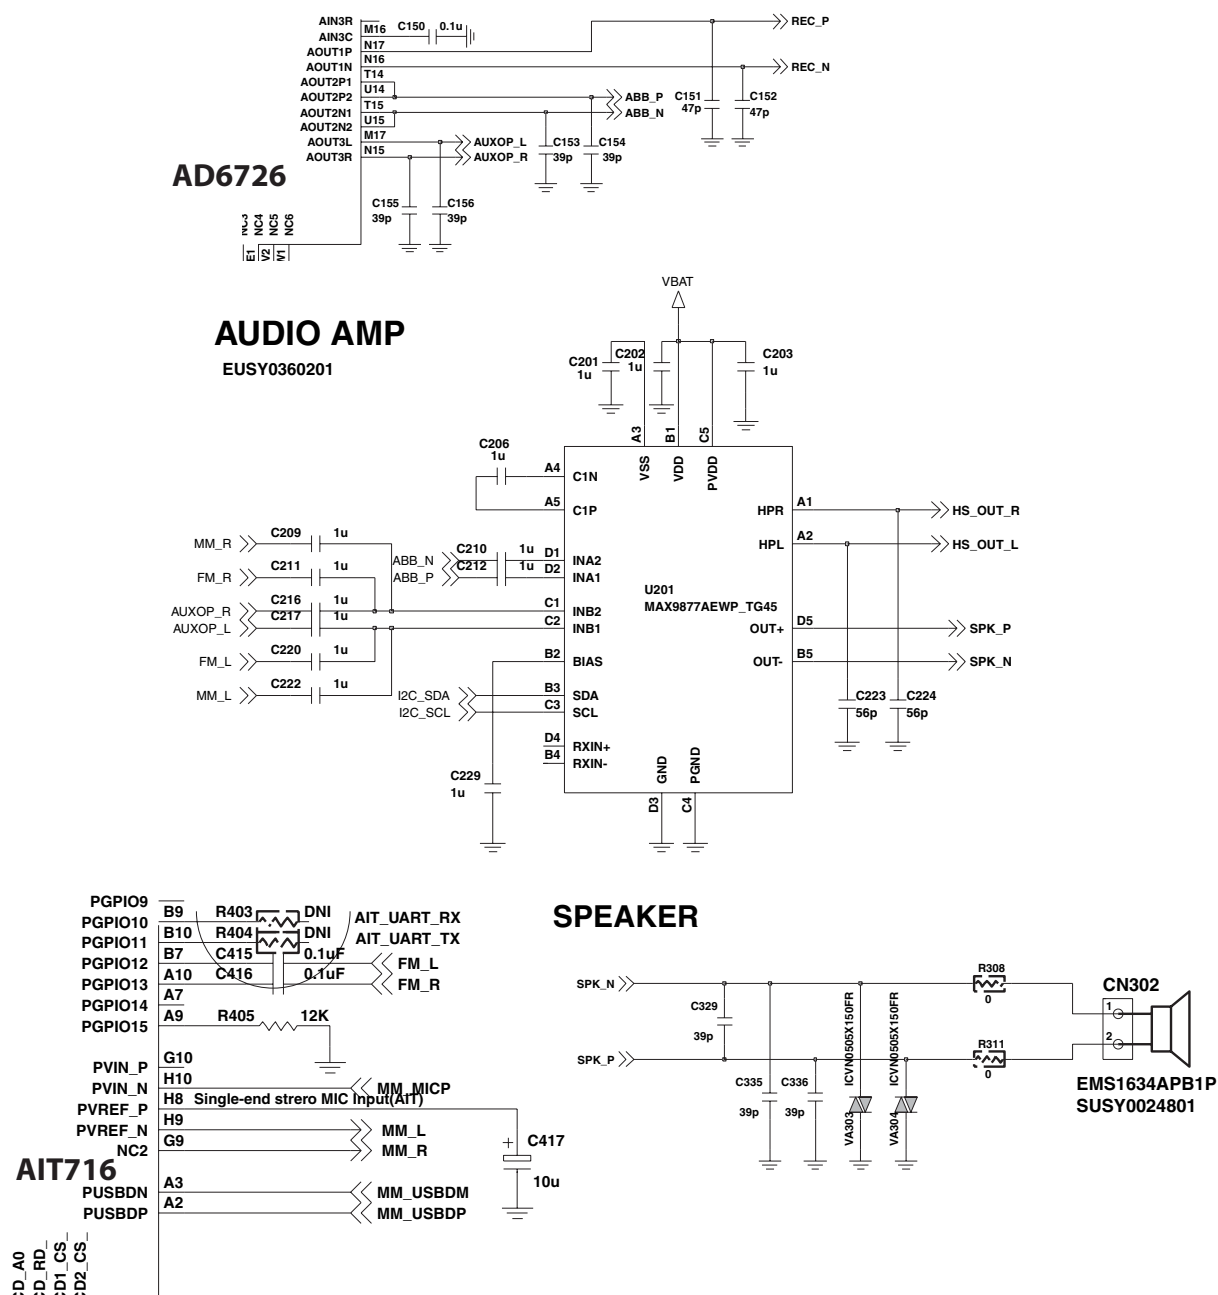 AIN3R
AIN3C M16 C150 0.1u
AOUT1P N17
AOUT1N N16
AOUT2P1 T14
AOUT2P2 U14
AOUT2N1 T15
AOUT2N2 U15
AOUT3L M17
AOUT3R N15
REC_P
REC_N
ABB_P
ABB_N
AUXOP_L
AUXOP_R
C151 47p
C152 47p
C153 39p
C154 39p
C155 39p
C156 39p
AD6726
NC3
NC4
NC5
NC6
E1
V2
VBAT
AUDIO AMP
EUSY0360201
C201 1u
C202 1u
C203 1u
A3 VSS
B1 VDD
C5 PVDD
C206 1u
A4 C1N
A5 C1P
MM_R C209 1u
FM_R C211 1u
AUXOP_R C216 1u
AUXOP_L C217 1u
FM_L C220 1u
MM_L C222 1u
ABB_N C210 1u D1 INA2
ABB_P C212 1u D2 INA1
C1 INB2
C2 INB1
B2 BIAS
I2C_SDA B3 SDA
I2C_SCL C3 SCL
D4 RXIN+
B4 RXIN-
C229 1u
U201
MAX9877AEWP_TG45
HPR A1 HS_OUT_R
HPL A2 HS_OUT_L
OUT+ D5 SPK_P
OUT- B5 SPK_N
C223 56p
C224 56p
GND D3
PGND C4
PGPIO9
PGPIO10 B9 R403 DNI AIT_UART_RX
PGPIO11 B10 R404 DNI AIT_UART_TX
PGPIO12 B7 C415 0.1uF FM_L
PGPIO13 A10 C416 0.1uF FM_R
PGPIO14 A7
PGPIO15 A9 R405 12K
PVIN_P G10
PVIN_N H10 MM_MICP
PVREF_P H8 Single-end strero MIC Input(AIT)
PVREF_N H9 MM_L
NC2 G9 MM_R
AIT716
PUSBDN A3 MM_USBDM
PUSBDP A2 MM_USBDP
+ C417
10u
CD_A0
CD_RD_
CD1_CS_
CD2_CS_
SPEAKER
SPK_N
SPK_P
C329 39p
C335 39p
C336 39p
VA303 ICVN0505X150FR
VA304 ICVN0505X150FR
R308 0
R311 0
CN302
1
2
EMS1634APB1P
SUSY0024801